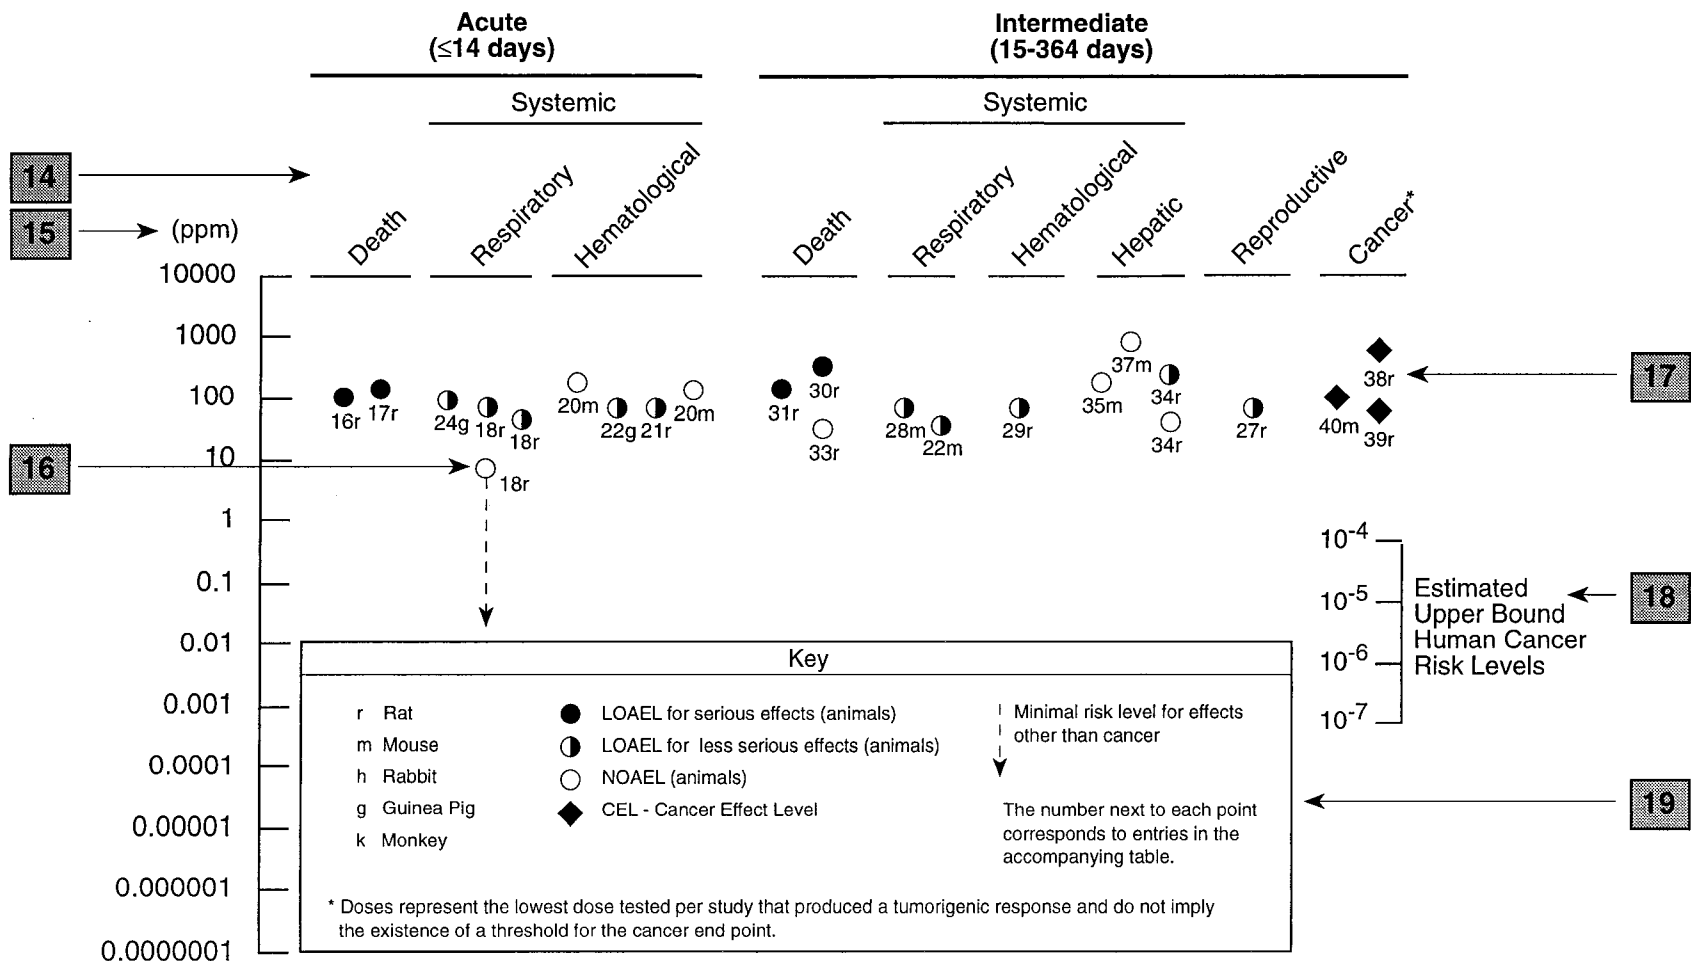 Acute
(≤14 days)
Intermediate
(15-364 days)
Systemic
Systemic
14
15
(ppm)
Death
Respiratory
Hematological
Death
Respiratory
Hematological
Hepatic
Reproductive
Cancer*
10000
1000
100
10
1
0.1
0.01
0.001
0.0001
0.00001
0.000001
0.0000001
16r
17r
24g
18r
18r
18r
20m
22g
21r
20m
31r
30r
33r
28m
22m
29r
35m
37m
34r
34r
27r
40m
38r
39r
16
17
10-4
10-5
10-6
10-7
Estimated
Upper Bound
Human Cancer
Risk Levels
18
19
Key
r Rat
m Mouse
h Rabbit
g Guinea Pig
k Monkey
LOAEL for serious effects (animals)
LOAEL for less serious effects (animals)
NOAEL (animals)
CEL - Cancer Effect Level
Minimal risk level for effects
other than cancer
The number next to each point
corresponds to entries in the
accompanying table.
* Doses represent the lowest dose tested per study that produced a tumorigenic response and do not imply
the existence of a threshold for the cancer end point.